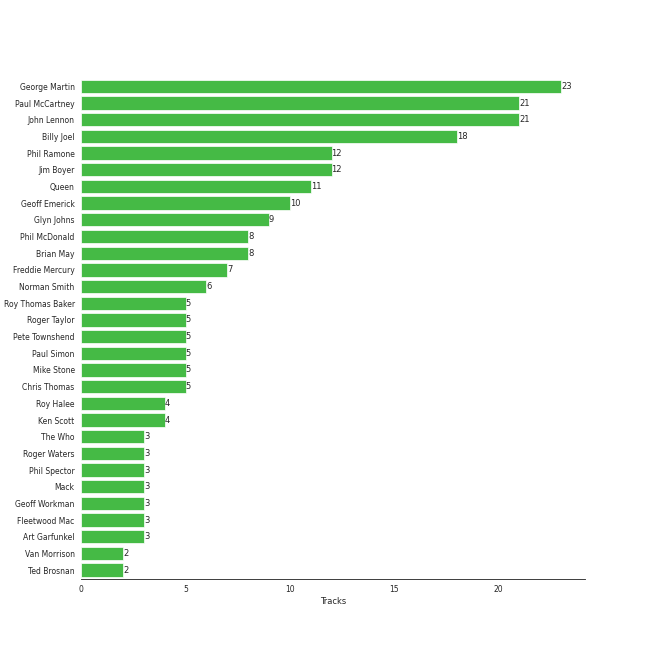 George Martin 23
Paul McCartney 21
John Lennon 21
Billy Joel 18
Phil Ramone 12
Jim Boyer 12
Queen 11
Geoff Emerick 10
Glyn Johns 9
Phil McDonald 8
Brian May 8
Freddie Mercury 7
Norman Smith 6
Roy Thomas Baker 5
Roger Taylor 5
Pete Townshend 5
Paul Simon 5
Mike Stone 5
Chris Thomas 5
Roy Halee 4
Ken Scott 4
The Who 3
Roger Waters 3
Phil Spector 3
Mack 3
Geoff Workman 3
Fleetwood Mac 3
Art Garfunkel 3
Van Morrison 2
Ted Brosnan 2
0 5 10 15 20
Tracks